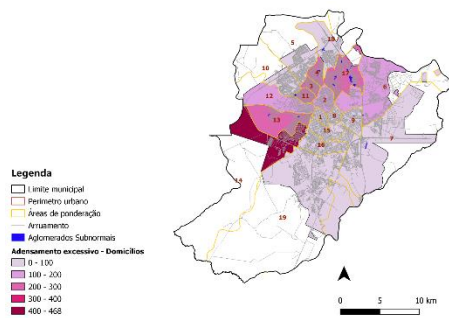 5
18
10
4
17
7
3
6
12
11
2
13
1
8
9
15
16
7
14
19
Legenda
Limite municipal
Perímetro urbano
Áreas de ponderação
Arruamento
Aglomerados Subnormais
Adensamento excessivo - Domicílios
0 - 100
100 - 200
200 - 300
300 - 400
400 - 468
0 5 10 km